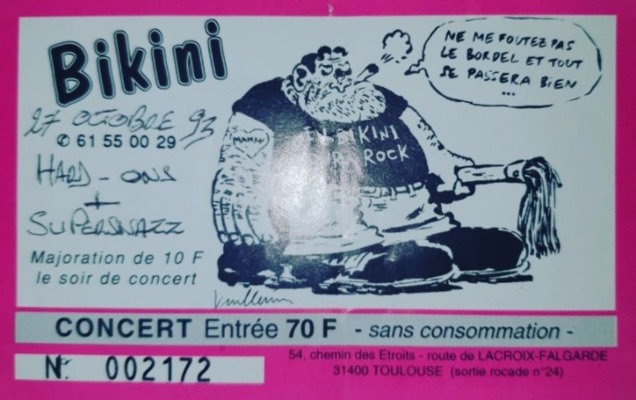 Bikini
27 OCTOBRE 93
✆ 61 55 00 29
HARD-ONS
+
SUPERSNAZZ
Majoration de 10 F
le soir de concert
NE ME FOUTEZ PAS
LE BORDEL ET TOUT
SE PASSERA BIEN
...
MAMAN
BIKINI
ROCK
Vuillemin
CONCERT Entrée 70 F - sans consommation -
N° 002172
54, chemin des Etroits - route de LACROIX-FALGARDE
31400 TOULOUSE (sortie rocade n°24)